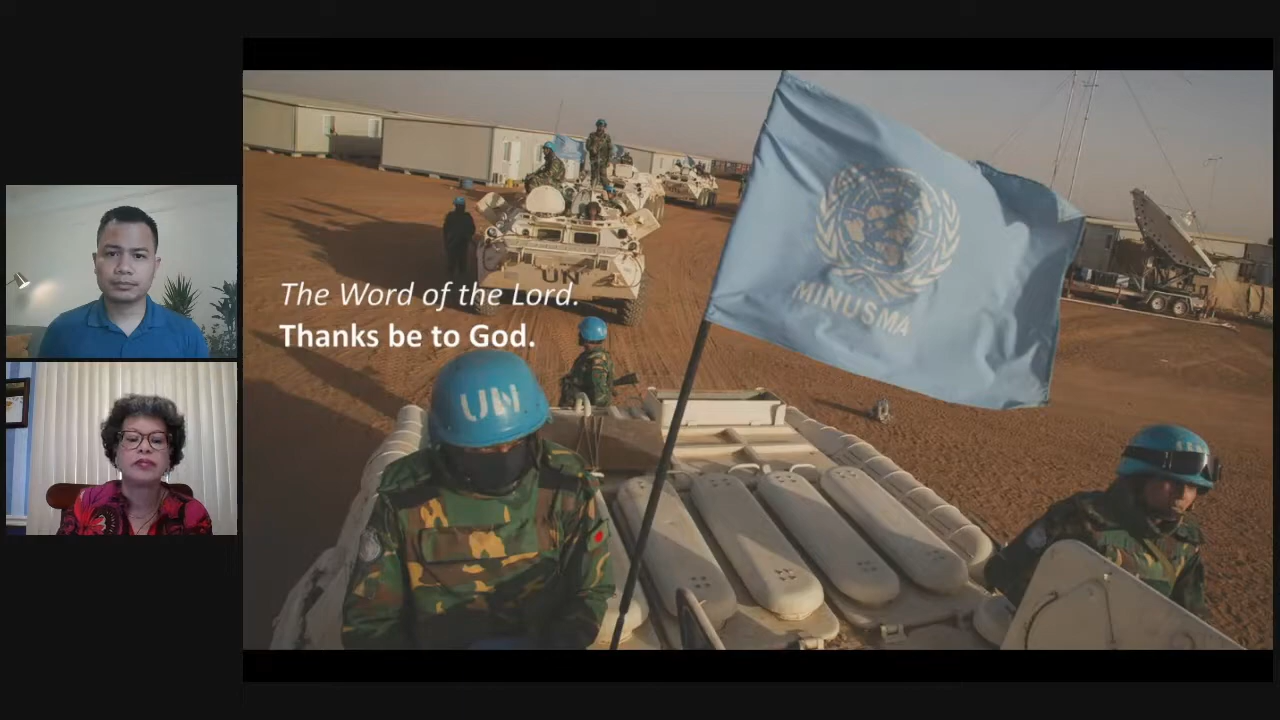 The Word of the Lord.
Thanks be to God.
UN
MINUSMA
UN